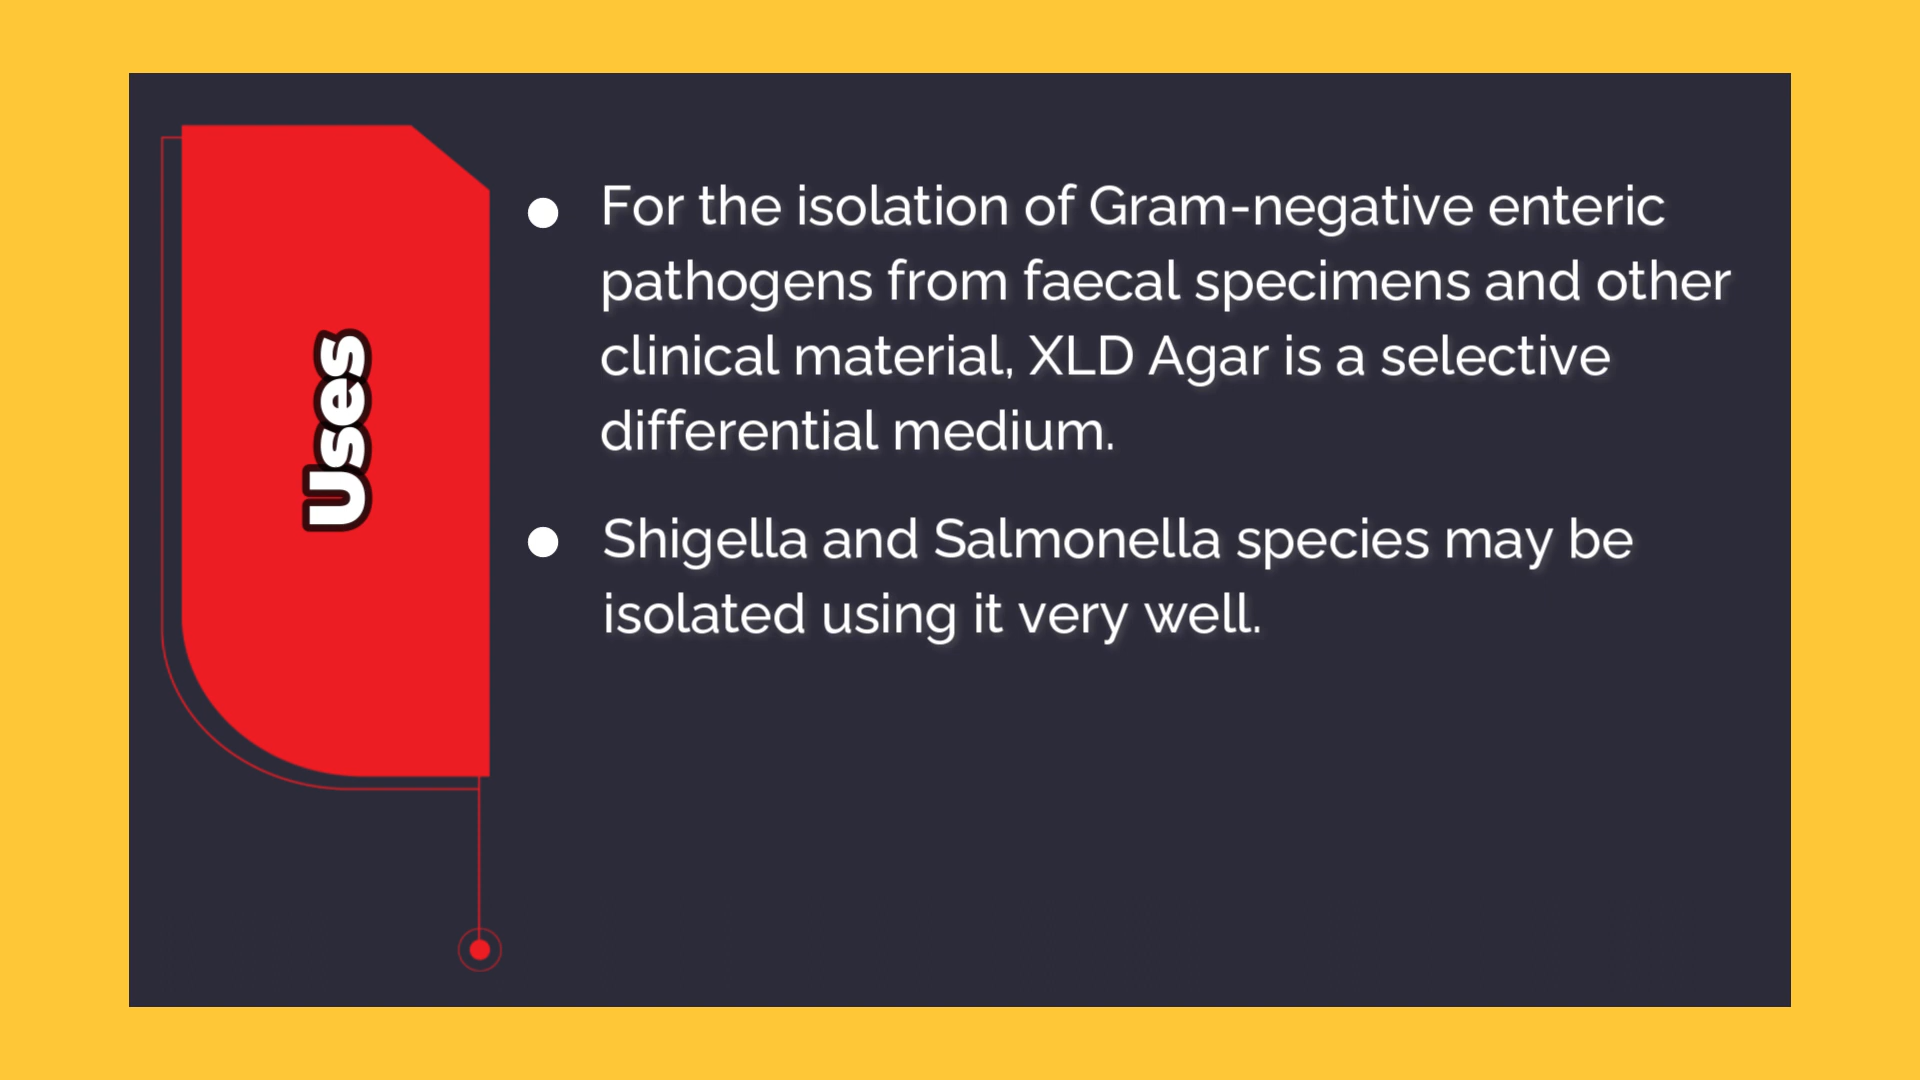 Uses
For the isolation of Gram-negative enteric
pathogens from faecal specimens and other
clinical material, XLD Agar is a selective
differential medium.
Shigella and Salmonella species may be
isolated using it very well.